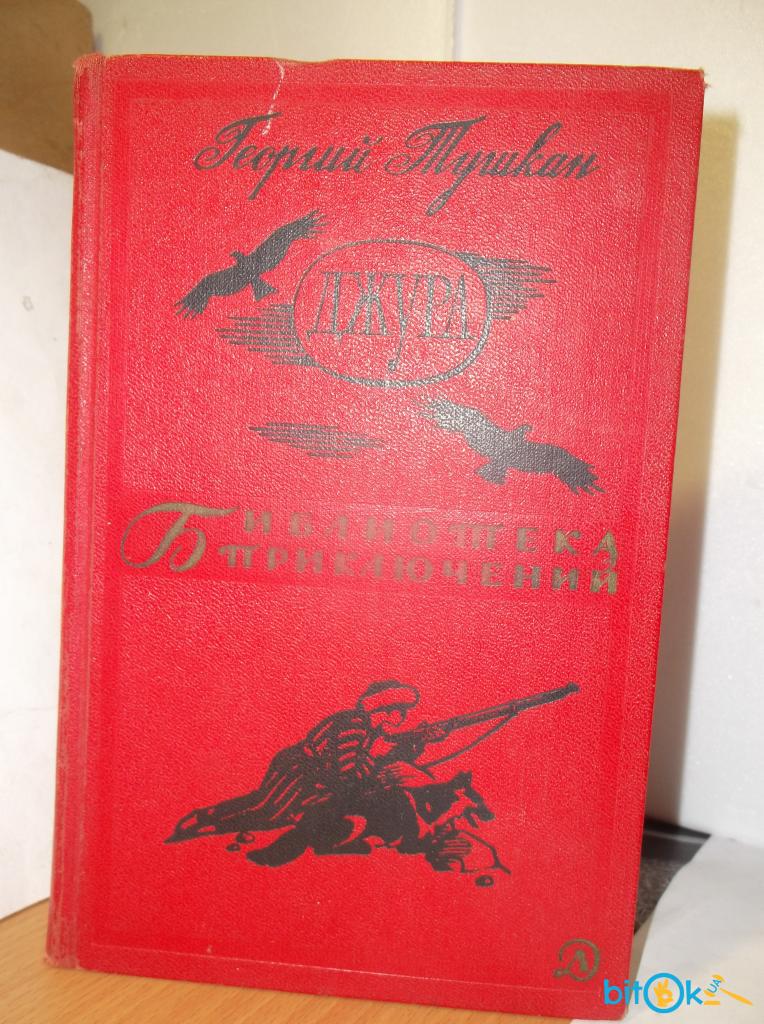 Георгий Тушкан
ДЖУРА
БИБЛИОТЕКА
ПРИКЛЮЧЕНИЙ
Д
bitOk.UA